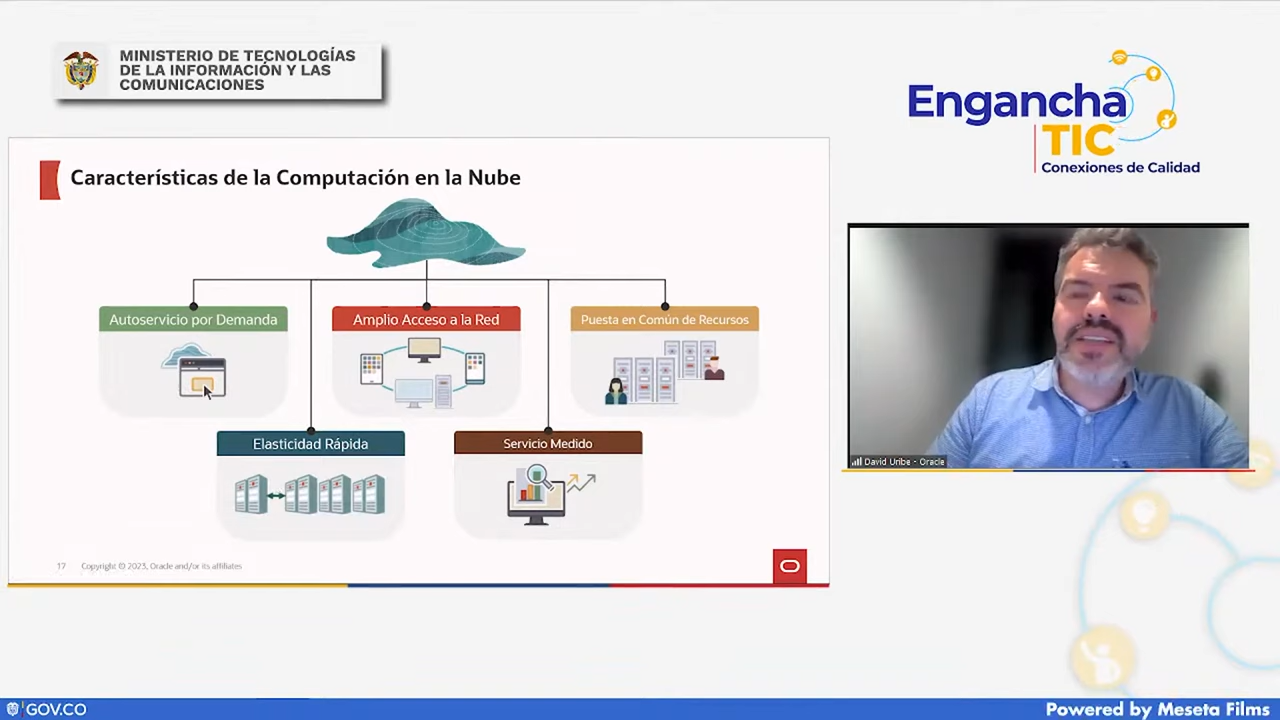 MINISTERIO DE TECNOLOGÍAS
DE LA INFORMACIÓN Y LAS
COMUNICACIONES
Engancha
TIC
Conexiones de Calidad
Características de la Computación en la Nube
Autoservicio por Demanda
Amplio Acceso a la Red
Puesta en Común de Recursos
Elasticidad Rápida
Servicio Medido
17 Copyright © 2023, Oracle and/or its affiliates
David Uribe - Oracle
GOV.CO
Powered by Meseta Films